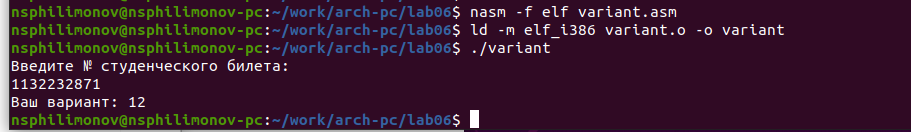 nsphilimonov@nsphilimonov-pc:~/work/arch-pc/lab06$ nasm -f elf variant.asm
nsphilimonov@nsphilimonov-pc:~/work/arch-pc/lab06$ ld -m elf_i386 variant.o -o variant
nsphilimonov@nsphilimonov-pc:~/work/arch-pc/lab06$ ./variant
Введите № студенческого билета:
1132232871
Ваш вариант: 12
nsphilimonov@nsphilimonov-pc:~/work/arch-pc/lab06$